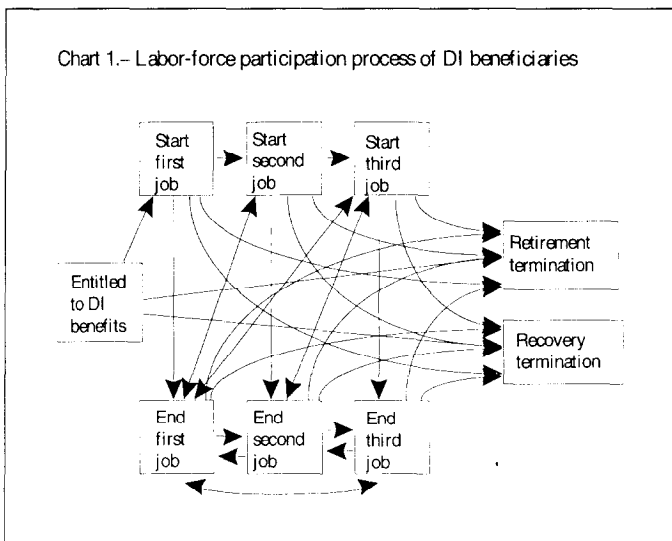 Chart 1.– Labor-force participation process of DI beneficiaries
Start
first
job
Start
second
job
Start
third
job
Entitled
to DI
benefits
Retirement
termination
Recovery
termination
End
first
job
End
second
job
End
third
job